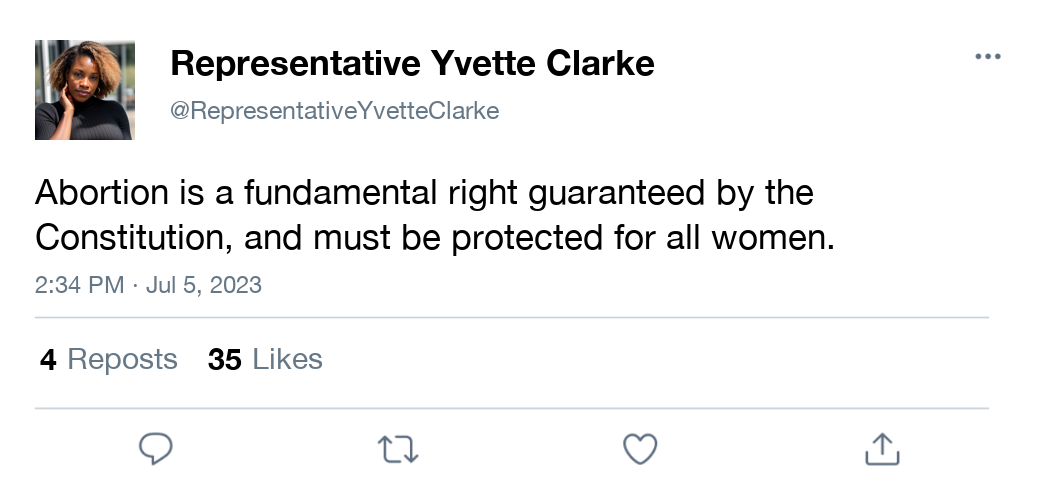 Representative Yvette Clarke
@RepresentativeYvetteClarke
Abortion is a fundamental right guaranteed by the
Constitution, and must be protected for all women.
2:34 PM · Jul 5, 2023
4 Reposts 35 Likes